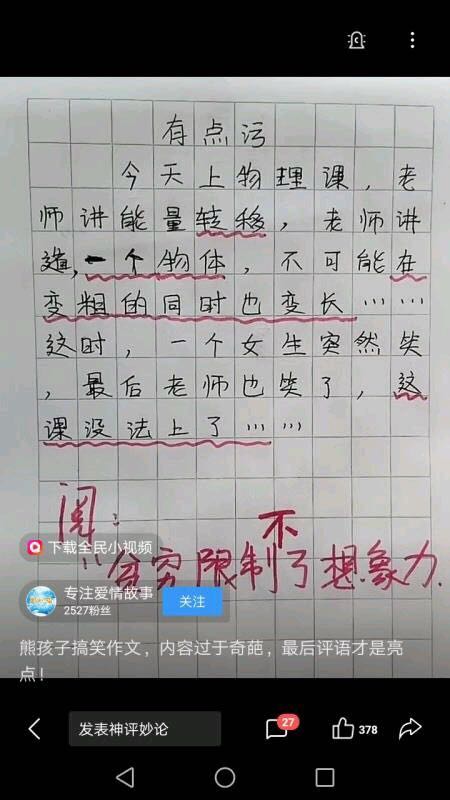 有点污
今天上物理课，老
师讲能量转移，老师讲
道，一个物体，不可能在
变粗的同时也变长……
这时，一个女生突然笑
，最后老师也笑了，这
课没法上了……
阅：
不
贫穷限制了想象力.
下载全民小视频
专注爱情故事
2527粉丝
关注
熊孩子搞笑作文，内容过于奇葩，最后评语才是亮
点！
发表神评妙论
27
378